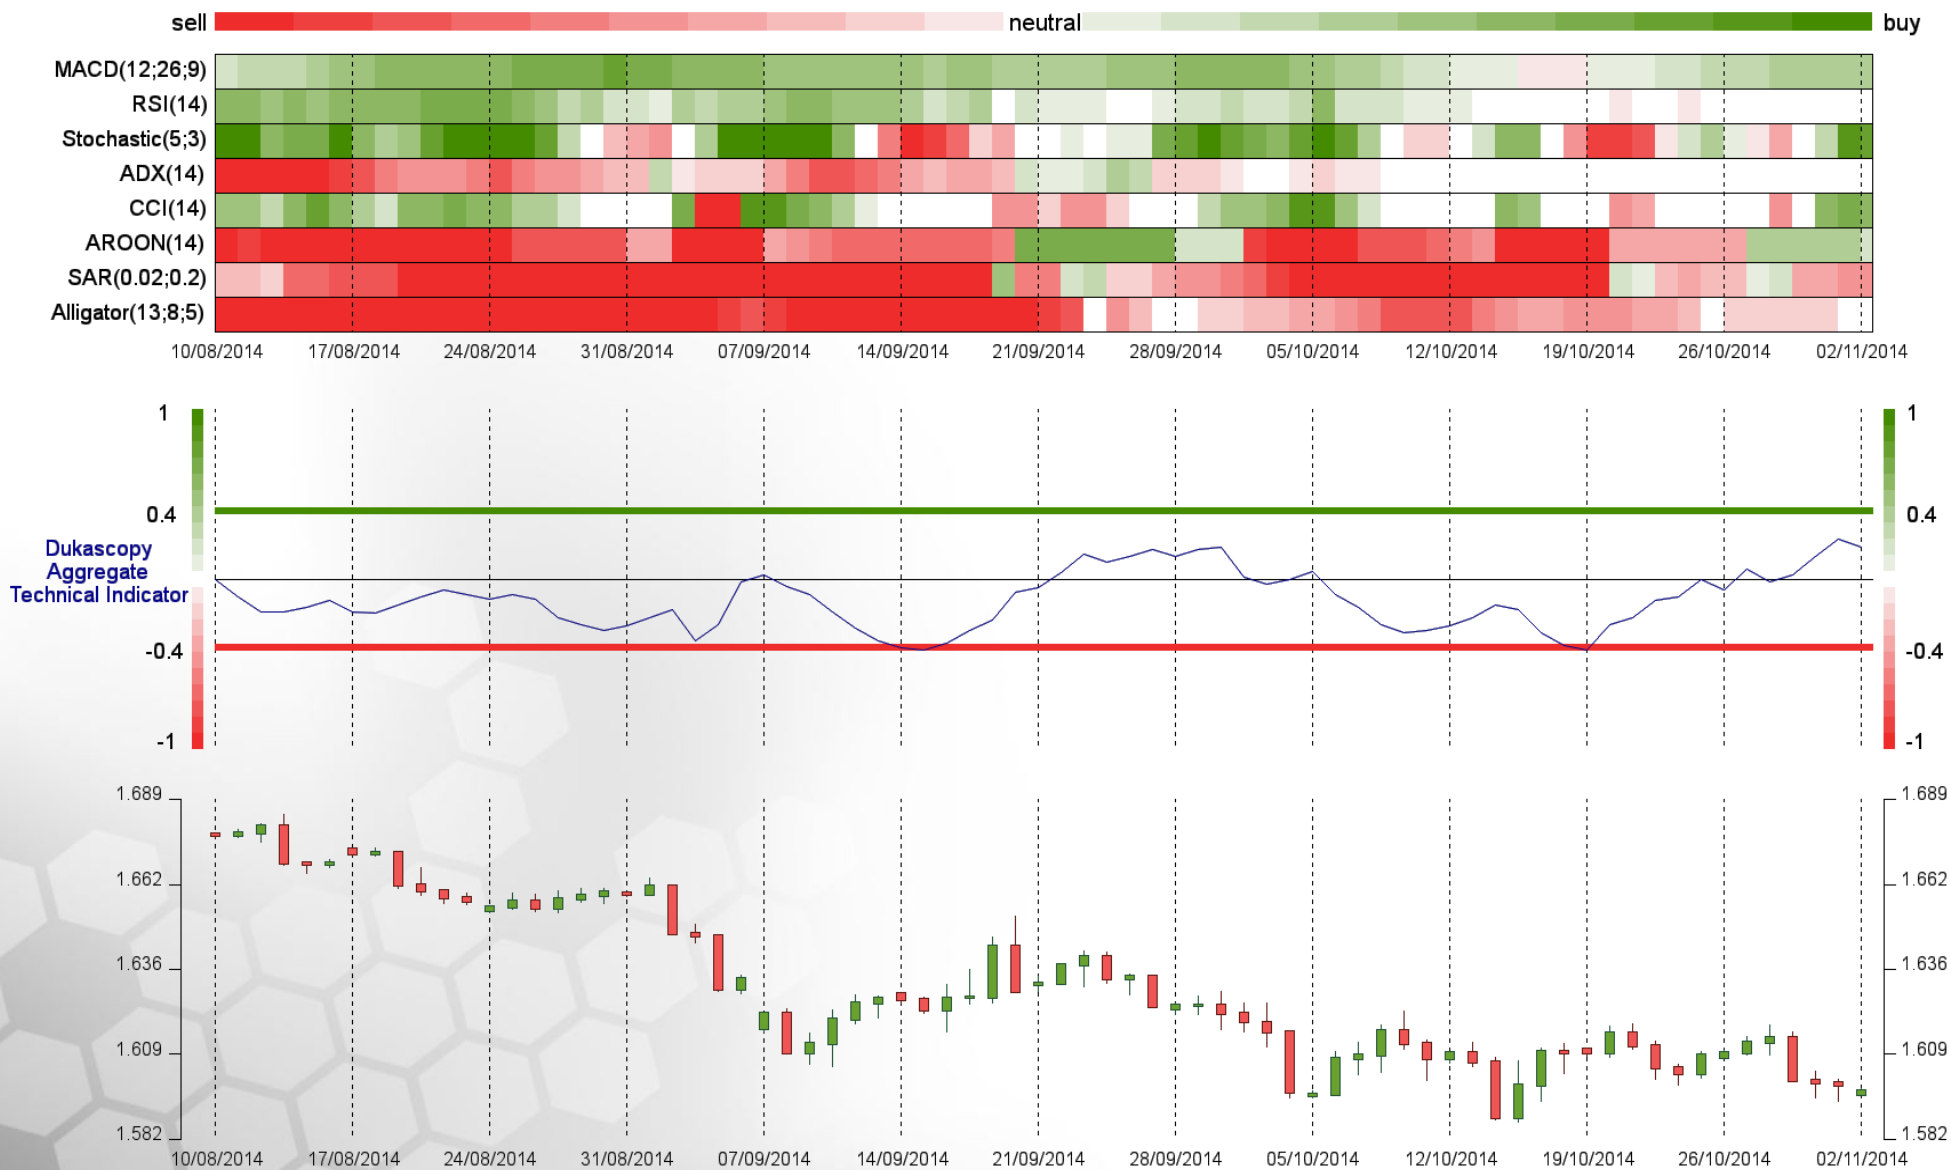 sell neutral buy
MACD(12;26;9)
RSI(14)
Stochastic(5;3)
ADX(14)
CCI(14)
AROON(14)
SAR(0.02;0.2)
Alligator(13;8;5)
10/08/2014 17/08/2014 24/08/2014 31/08/2014 07/09/2014 14/09/2014 21/09/2014 28/09/2014 05/10/2014 12/10/2014 19/10/2014 26/10/2014 02/11/2014
1 1
0.4 0.4
Dukascopy
Aggregate
Technical Indicator
-0.4 -0.4
-1 -1
1.689 1.689
1.662 1.662
1.636 1.636
1.609 1.609
1.582 1.582
10/08/2014 17/08/2014 24/08/2014 31/08/2014 07/09/2014 14/09/2014 21/09/2014 28/09/2014 05/10/2014 12/10/2014 19/10/2014 26/10/2014 02/11/2014